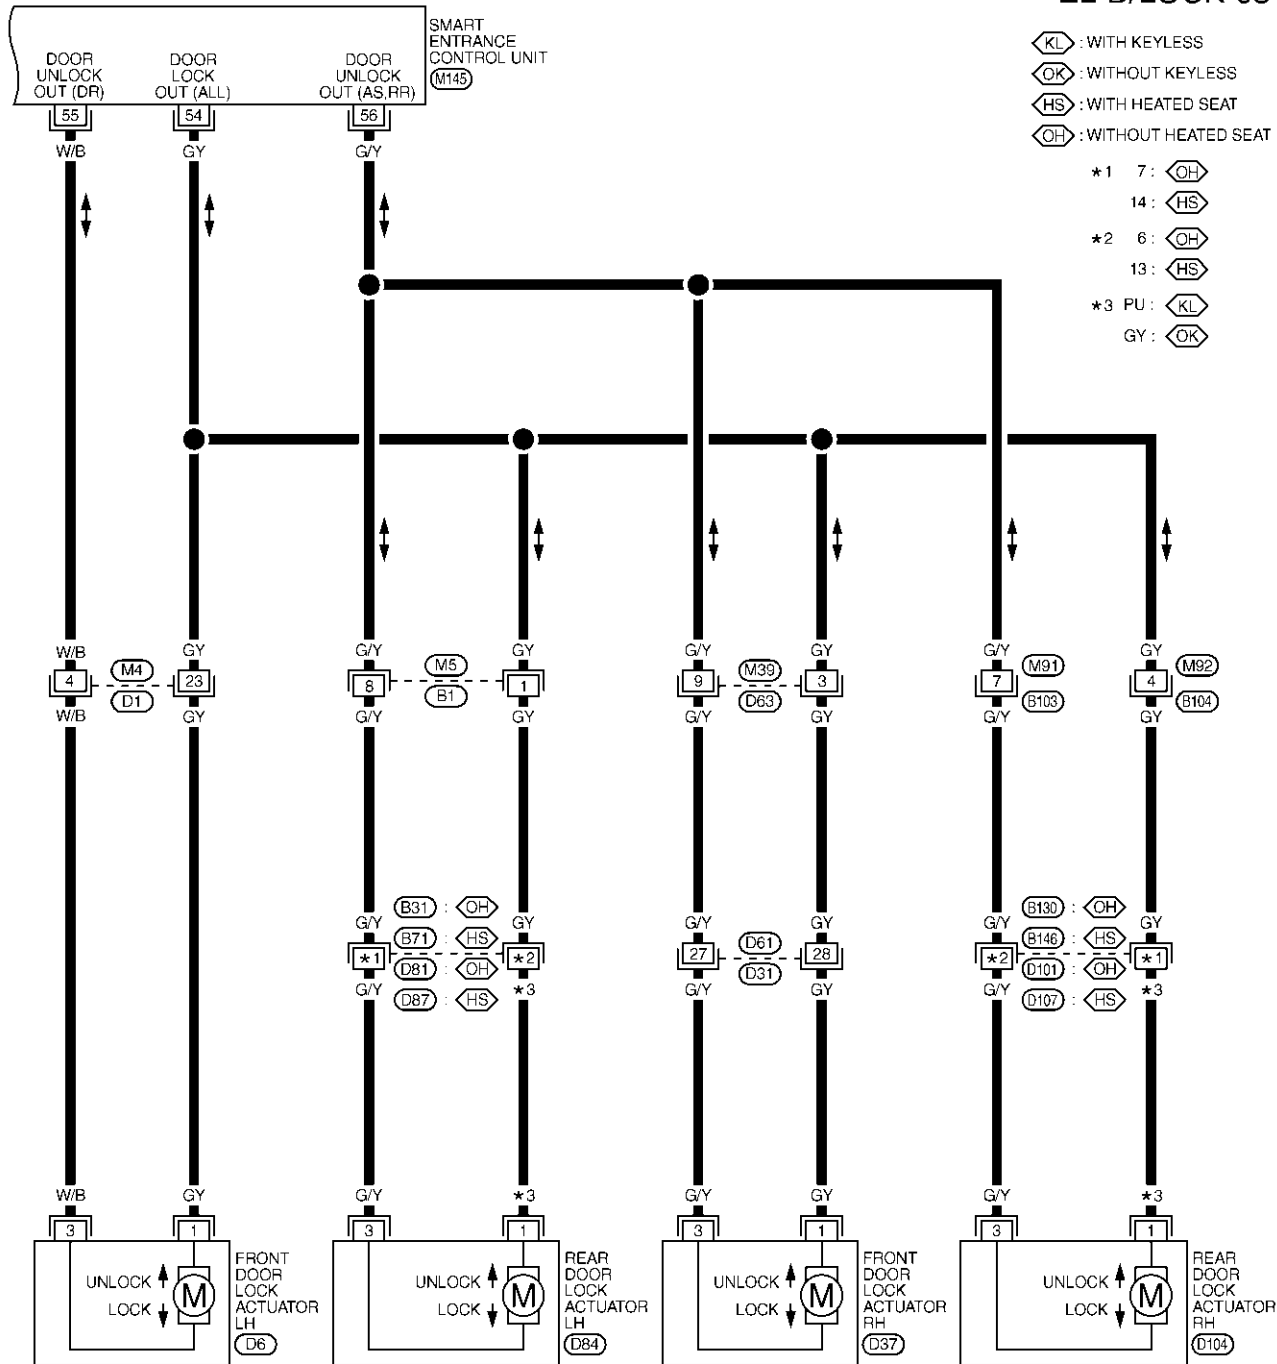 SMART
ENTRANCE
CONTROL UNIT
M145
DOOR
UNLOCK
OUT (DR)
DOOR
LOCK
OUT (ALL)
DOOR
UNLOCK
OUT (AS,RR)
55 54 56
W/B GY G/Y
KL : WITH KEYLESS
OK : WITHOUT KEYLESS
HS : WITH HEATED SEAT
OH : WITHOUT HEATED SEAT
*1 7 : OH
14 : HS
*2 6 : OH
13 : HS
*3 PU : KL
GY : OK
W/B GY G/Y GY G/Y GY G/Y GY
4 M4 23 8 M5 1 9 M39 3 7 M91 4 M92
D1 B1 D63 B103 B104
W/B GY G/Y GY G/Y GY G/Y GY
B31 : OH B130 : OH
G/Y GY G/Y GY G/Y GY
B71 : HS D61 B146 : HS
*1 *2 27 28 *2 *1
D81 : OH D31 D101 : OH
G/Y *3 G/Y GY G/Y *3
D87 : HS D107 : HS
W/B GY G/Y *3 G/Y GY G/Y *3
3 1 3 1 3 1 3 1
UNLOCK
LOCK
M
FRONT
DOOR
LOCK
ACTUATOR
LH
D6
UNLOCK
LOCK
M
REAR
DOOR
LOCK
ACTUATOR
LH
D84
UNLOCK
LOCK
M
FRONT
DOOR
LOCK
ACTUATOR
RH
D37
UNLOCK
LOCK
M
REAR
DOOR
LOCK
ACTUATOR
RH
D104